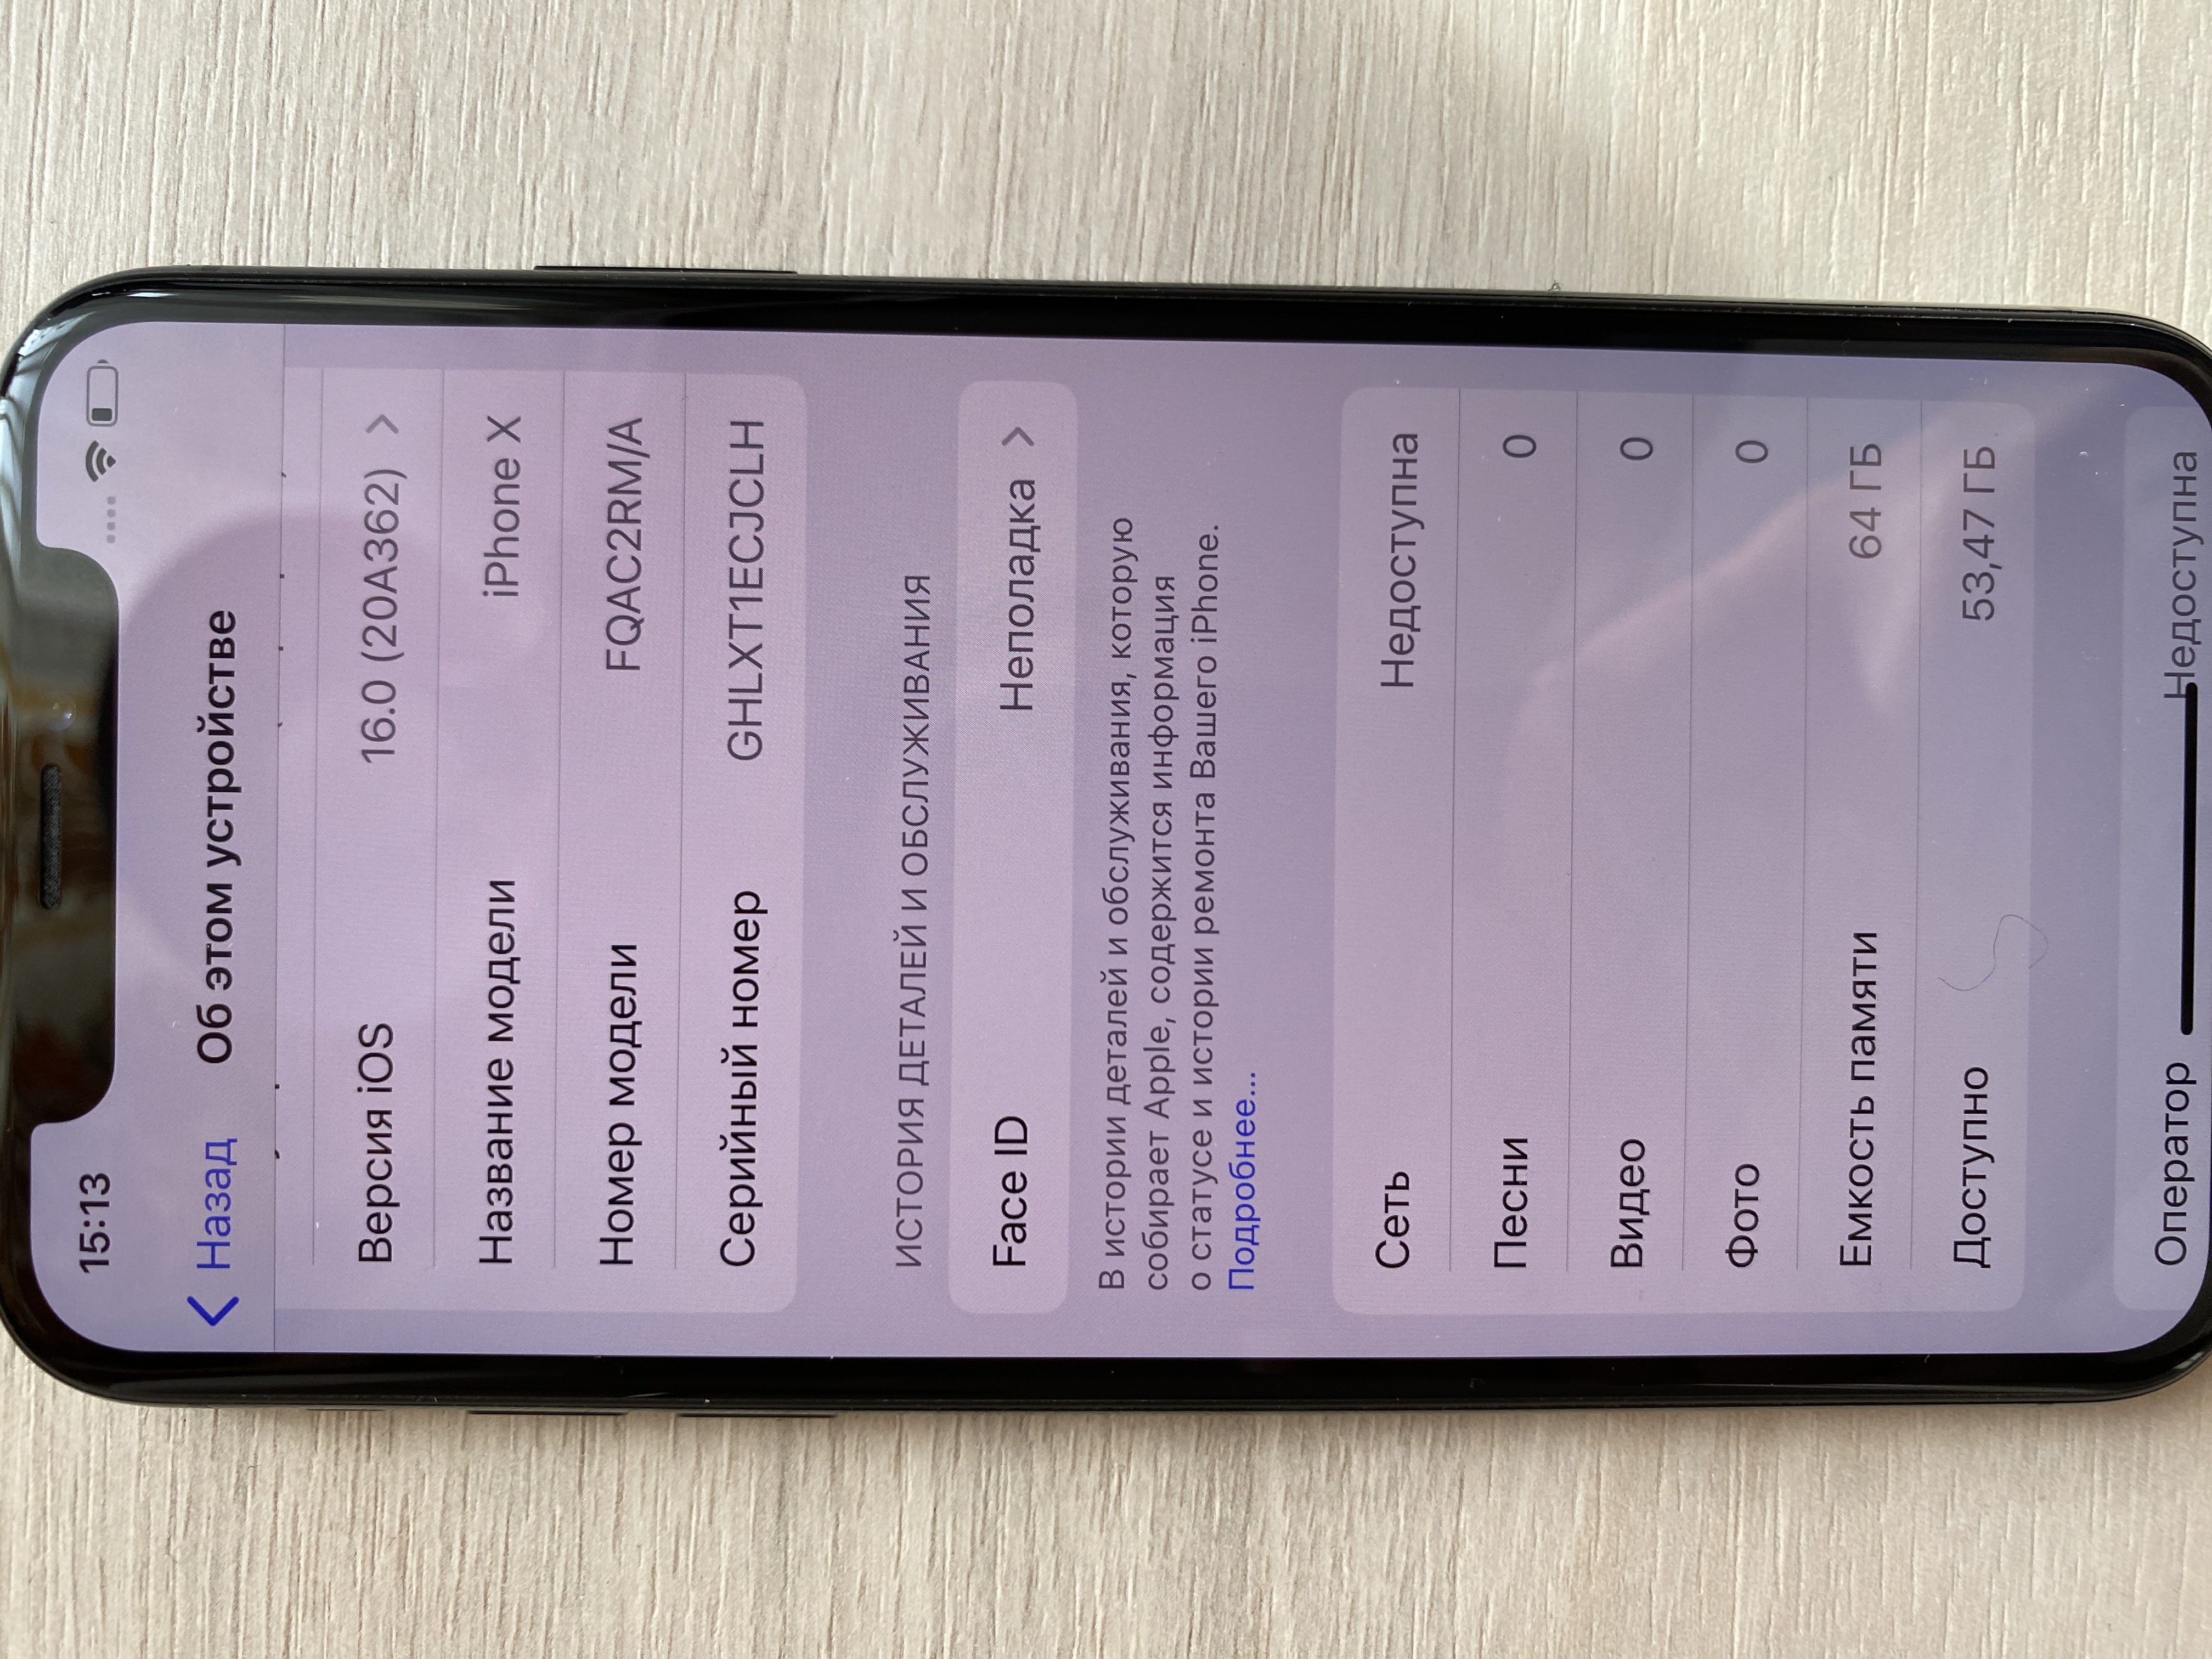 15:13
Назад
Об этом устройстве
Версия iOS 16.0 (20A362)
Название модели iPhone X
Номер модели FQAC2RM/A
Серийный номер GHLXT1ECJCLH
ИСТОРИЯ ДЕТАЛЕЙ И ОБСЛУЖИВАНИЯ
Face ID Неполадка
В истории деталей и обслуживания, которую
собирает Apple, содержится информация
о статусе и истории ремонта Вашего iPhone.
Подробнее...
Сеть Недоступна
Песни 0
Видео 0
Фото 0
Емкость памяти 64 ГБ
Доступно 53,47 ГБ
Оператор Недоступна